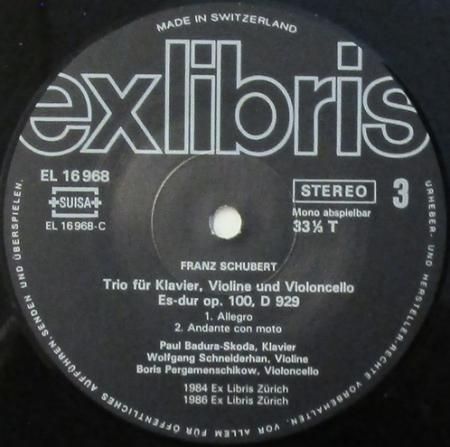 MADE IN SWITZERLAND
exlibris
EL 16 968
SUISA
EL 16 968-C
STEREO
3
Mono abspielbar
33⅓ T
FRANZ SCHUBERT
Trio für Klavier, Violine und Violoncello
Es-dur op. 100, D 929
1. Allegro
2. Andante con moto
Paul Badura-Skoda, Klavier
Wolfgang Schneiderhan, Violine
Boris Pergamenschikow, Violoncello
1984 Ex Libris Zürich
1986 Ex Libris Zürich
URHEBER- UND HERSTELLER-RECHTE VORBEHALTEN. VOR ALLEM FÜR ÖFFENTLICHES AUFFÜHREN, SENDEN UND ÜBERSPIELEN.